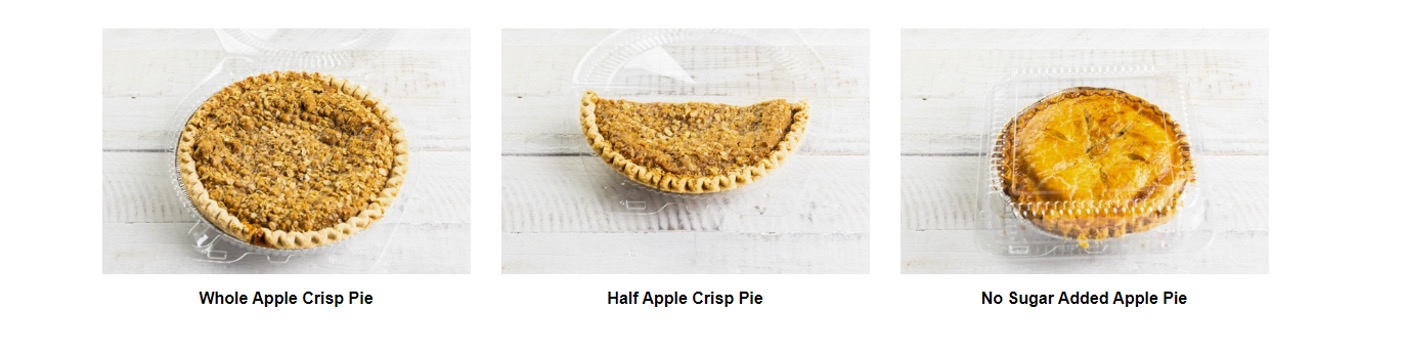 Whole Apple Crisp Pie
Half Apple Crisp Pie
No Sugar Added Apple Pie